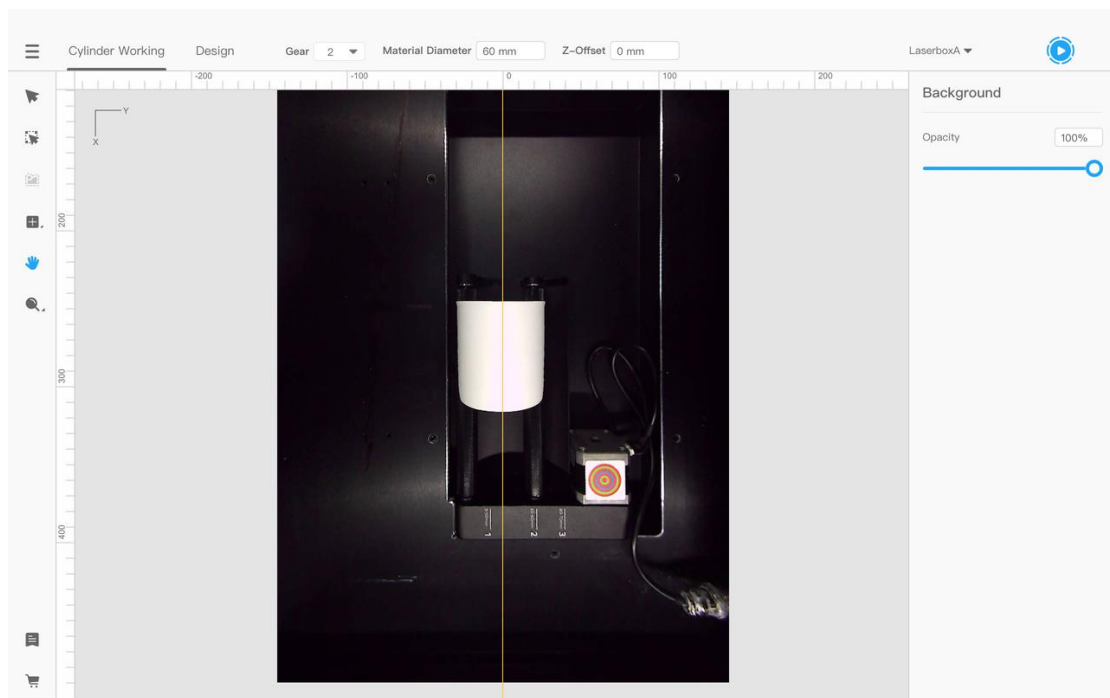 Cylinder Working
Design
Gear 2
Material Diameter 60 mm
Z-Offset 0 mm
LaserboxA
-200
-100
0
100
200
Background
Y
X
Opacity 100%
200
300
400
1
2
3